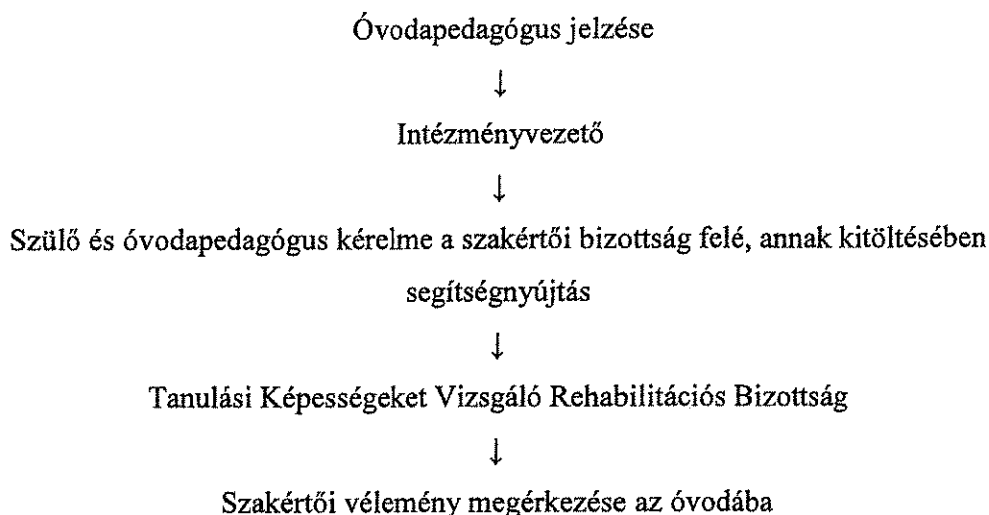 Óvodapedagógus jelzése
↓
Intézményvezető
↓
Szülő és óvodapedagógus kérelme a szakértői bizottság felé, annak kitöltésében
segítségnyújtás
↓
Tanulási Képességeket Vizsgáló Rehabilitációs Bizottság
↓
Szakértői vélemény megérkezése az óvodába